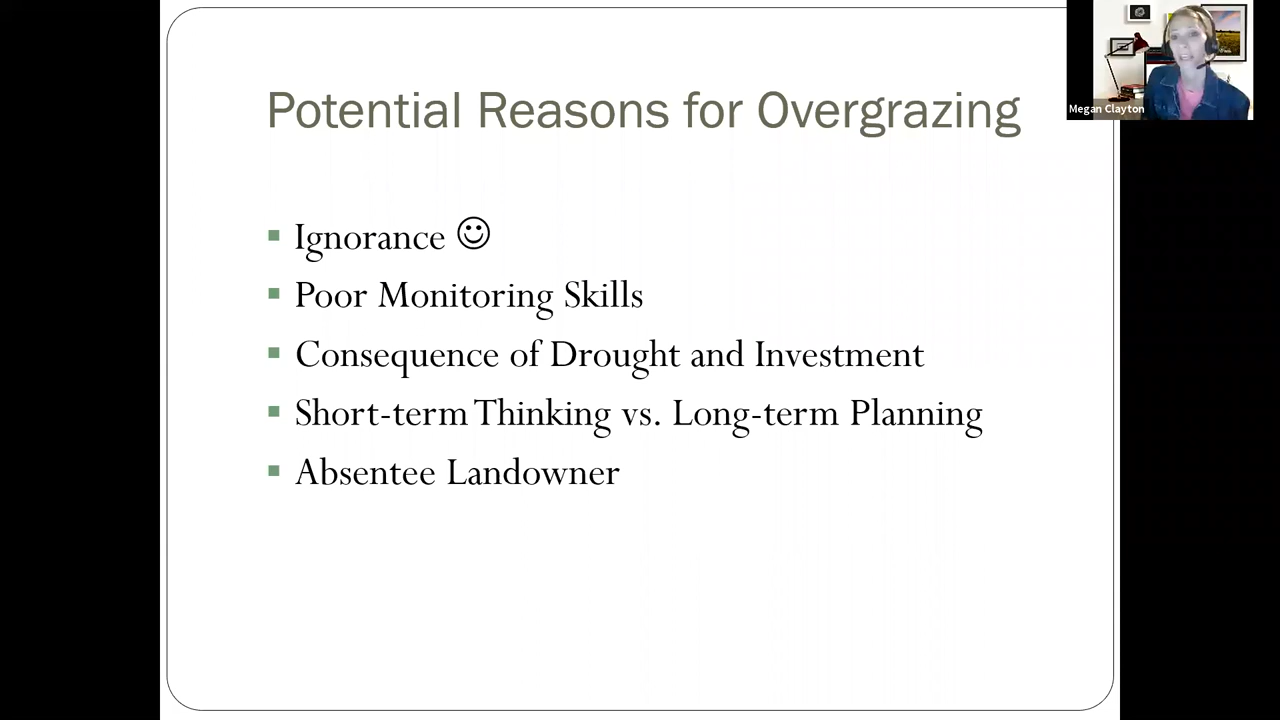 Potential Reasons for Overgrazing
Ignorance ☺
Poor Monitoring Skills
Consequence of Drought and Investment
Short-term Thinking vs. Long-term Planning
Absentee Landowner
Megan Clayton